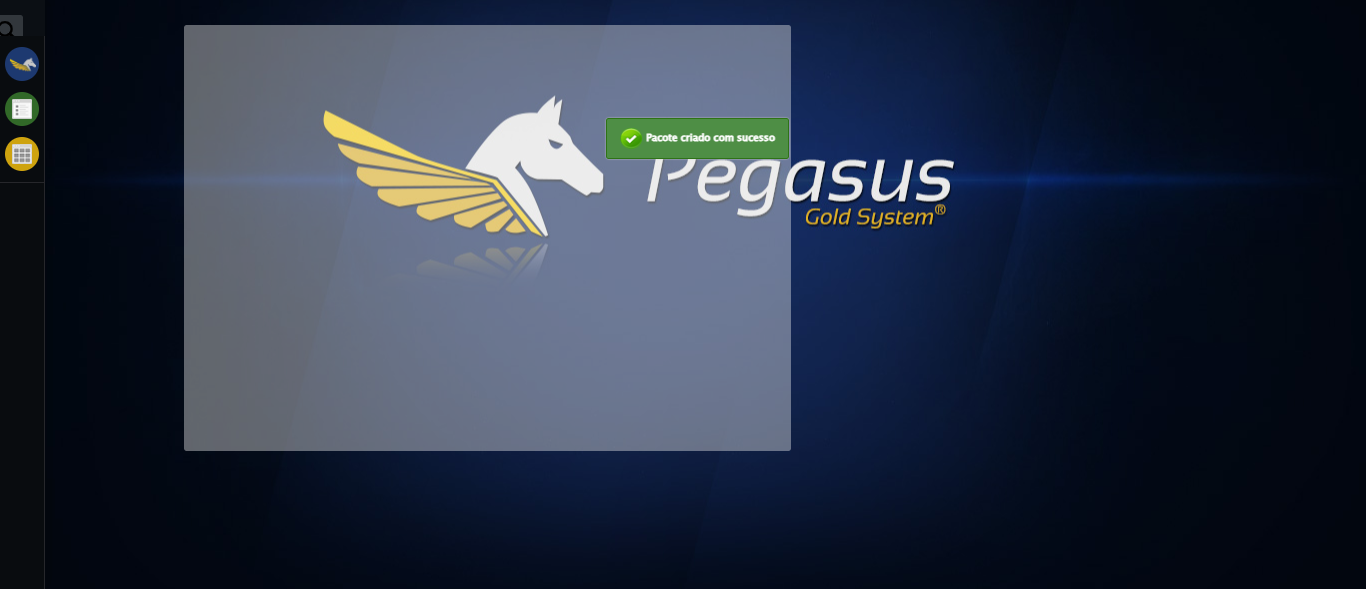 Pacote criado com sucesso
Pegasus
Gold System®